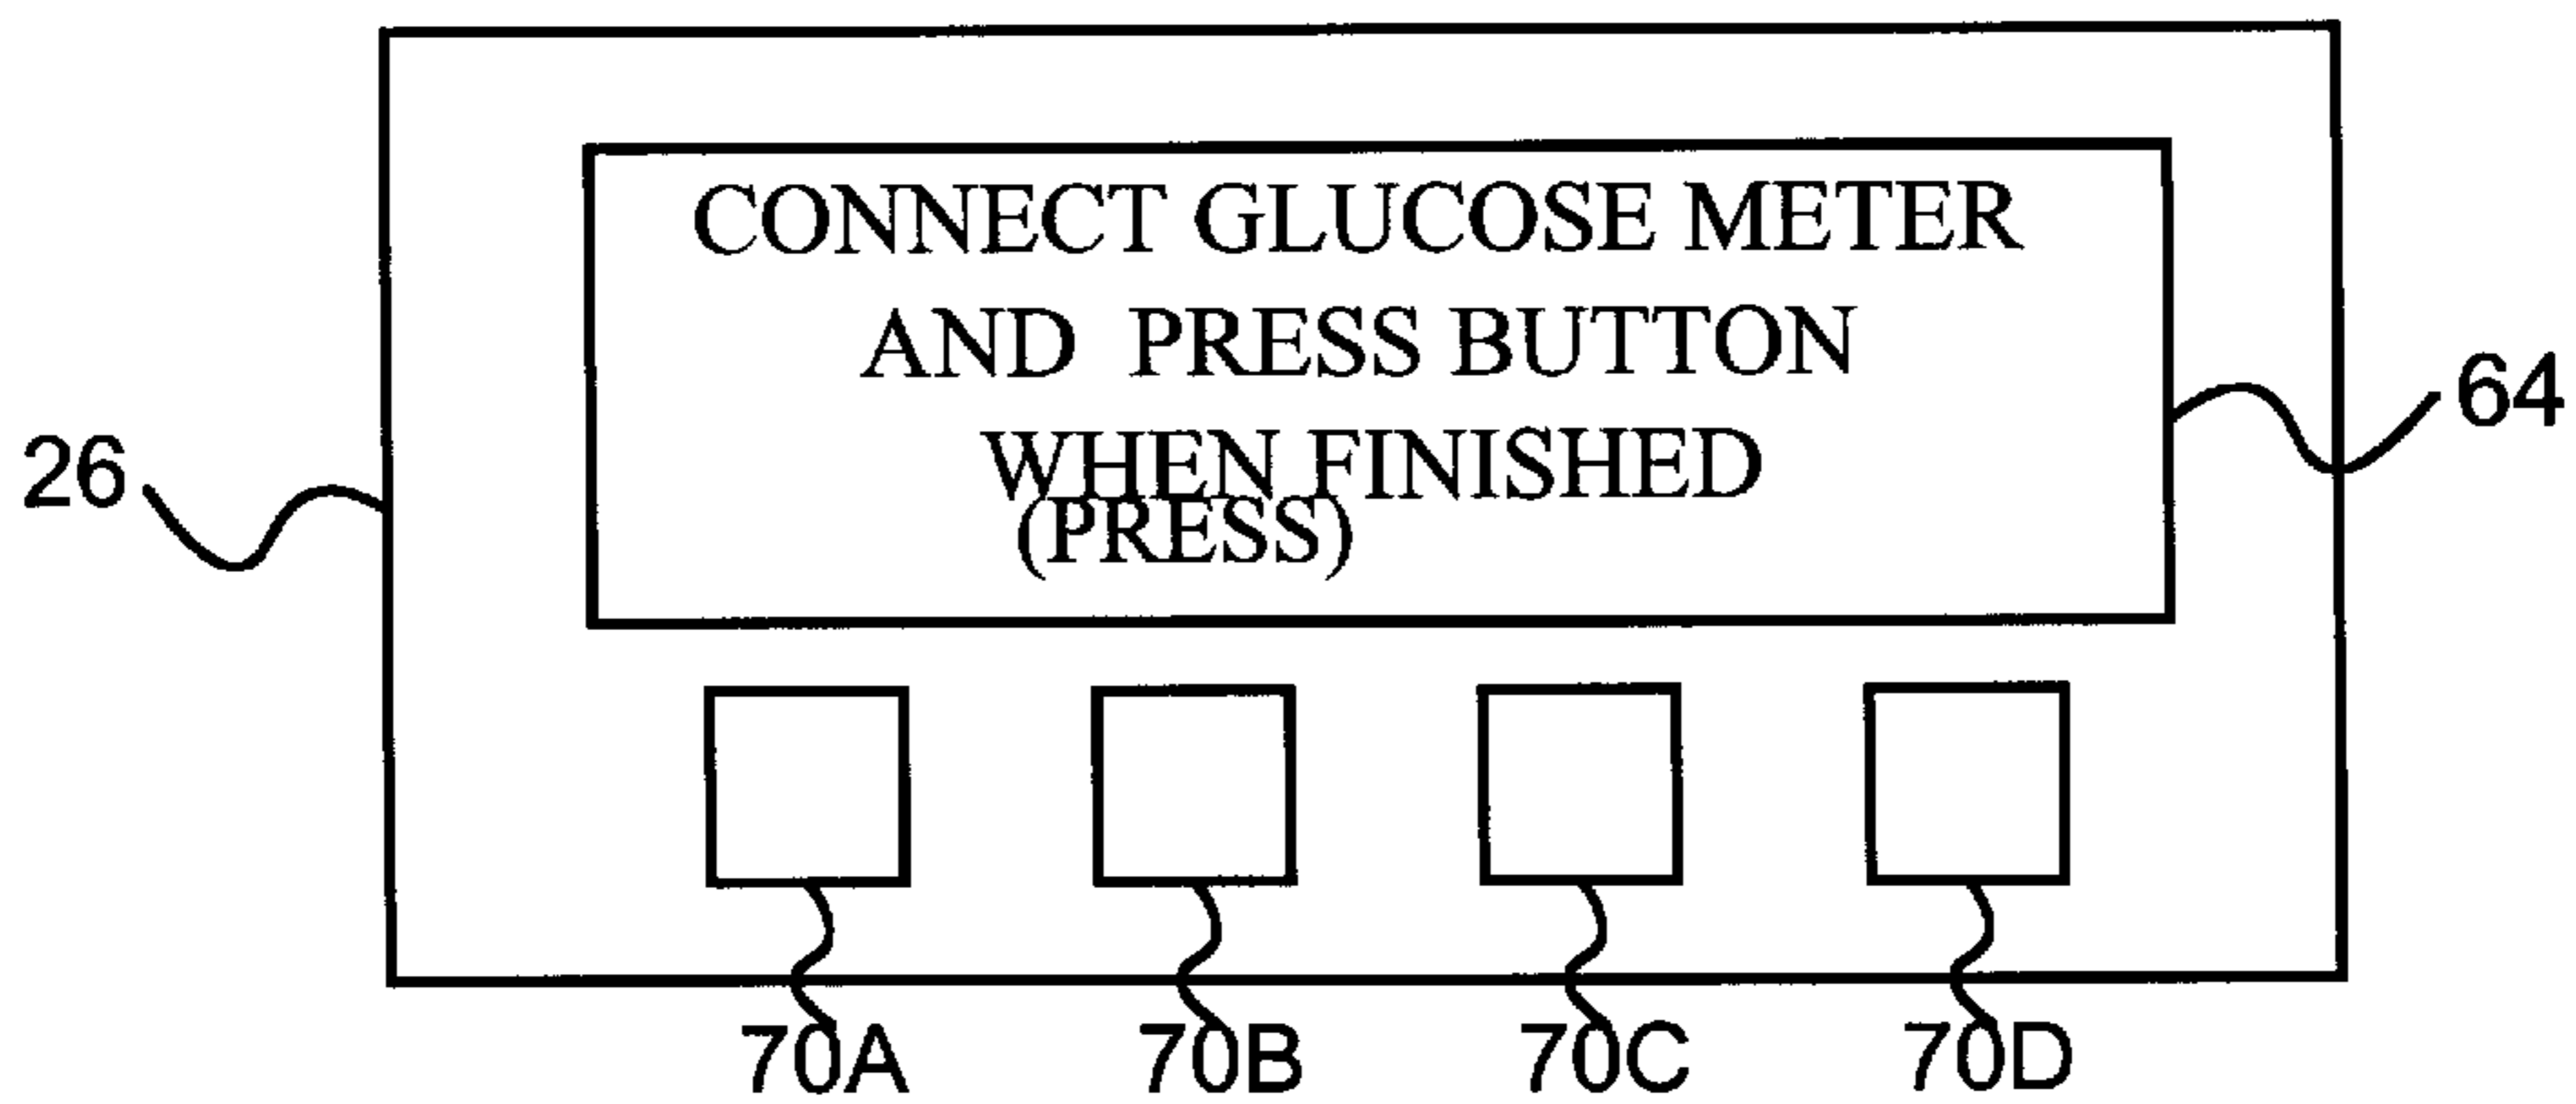 CONNECT GLUCOSE METER
AND PRESS BUTTON
WHEN FINISHED
(PRESS)
64
26
70A 70B 70C 70D